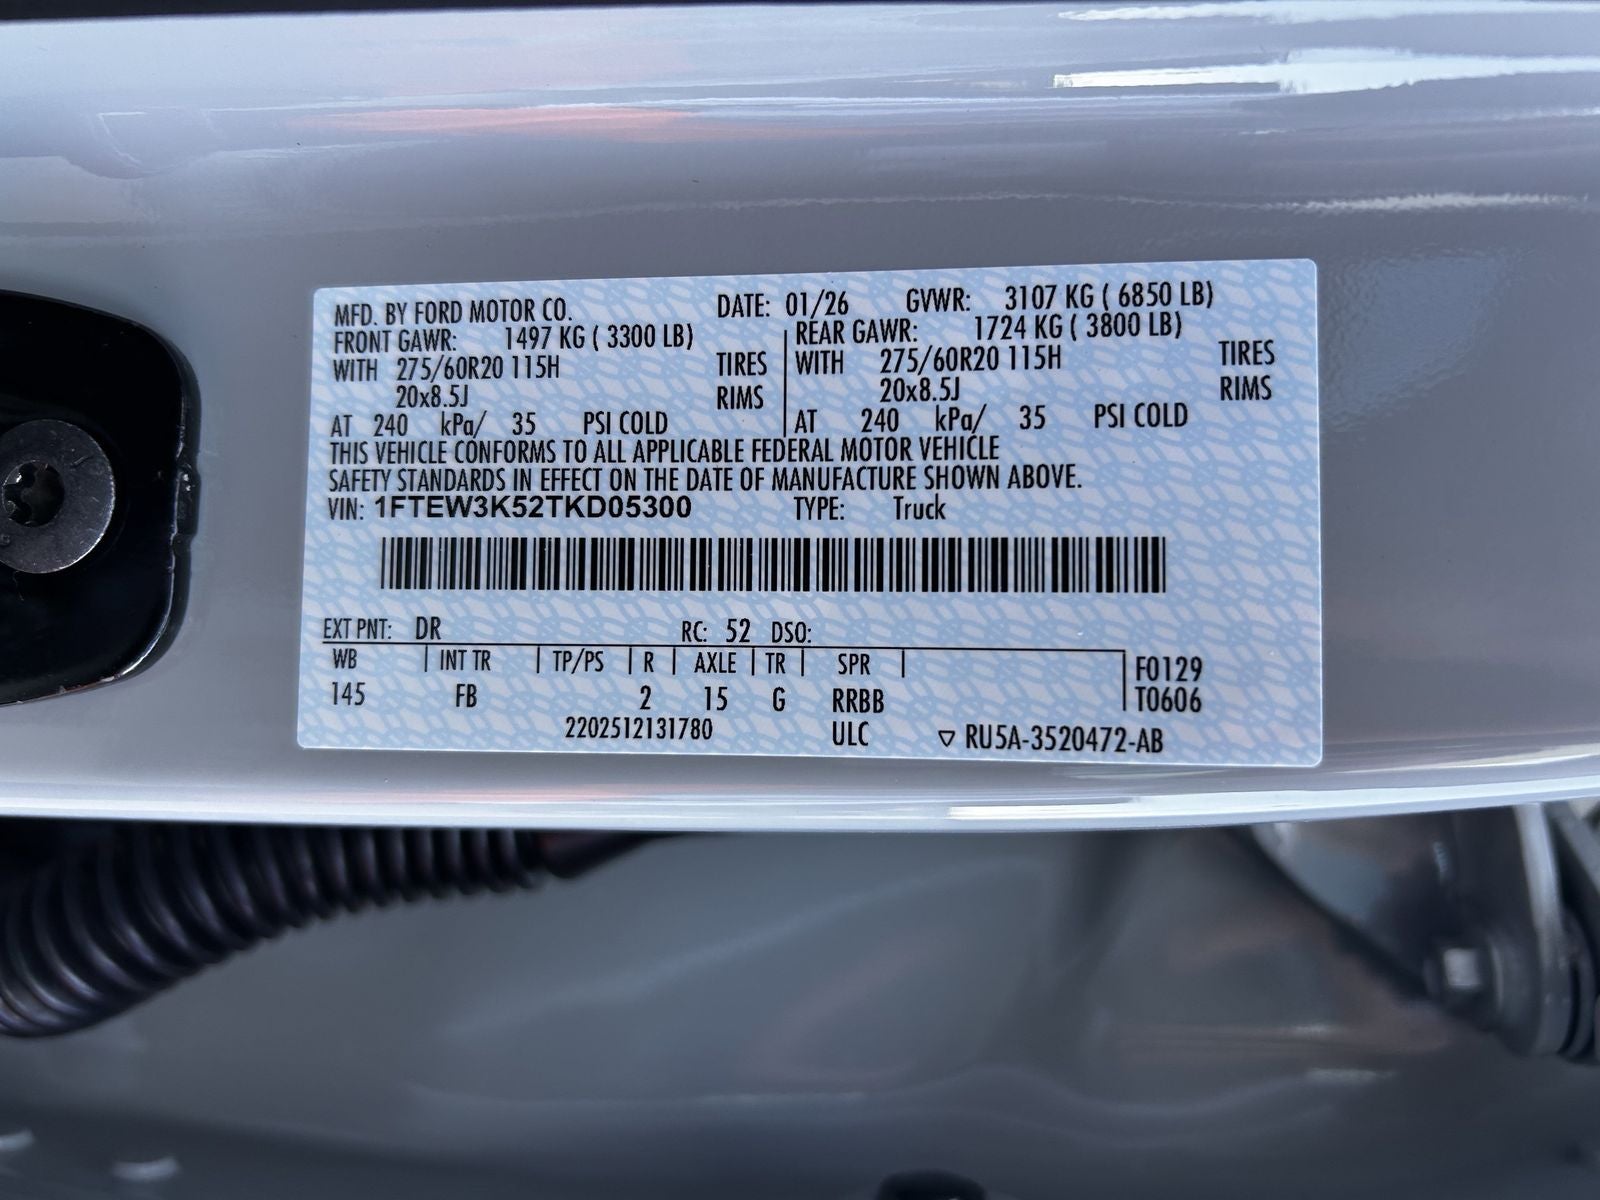 MFD. BY FORD MOTOR CO. DATE: 01/26 GVWR: 3107 KG ( 6850 LB)
FRONT GAWR: 1497 KG ( 3300 LB) REAR GAWR: 1724 KG ( 3800 LB)
WITH 275/60R20 115H TIRES WITH 275/60R20 115H TIRES
20x8.5J RIMS 20x8.5J RIMS
AT 240 kPa/ 35 PSI COLD AT 240 kPa/ 35 PSI COLD
THIS VEHICLE CONFORMS TO ALL APPLICABLE FEDERAL MOTOR VEHICLE
SAFETY STANDARDS IN EFFECT ON THE DATE OF MANUFACTURE SHOWN ABOVE.
VIN: 1FTEW3K52TKD05300 TYPE: Truck
EXT PNT: DR RC: 52 DSO:
WB INT TR TP/PS R AXLE TR SPR F0129
145 FB 2 15 G RRBB T0606
2202512131780 ULC ▽ RU5A-3520472-AB